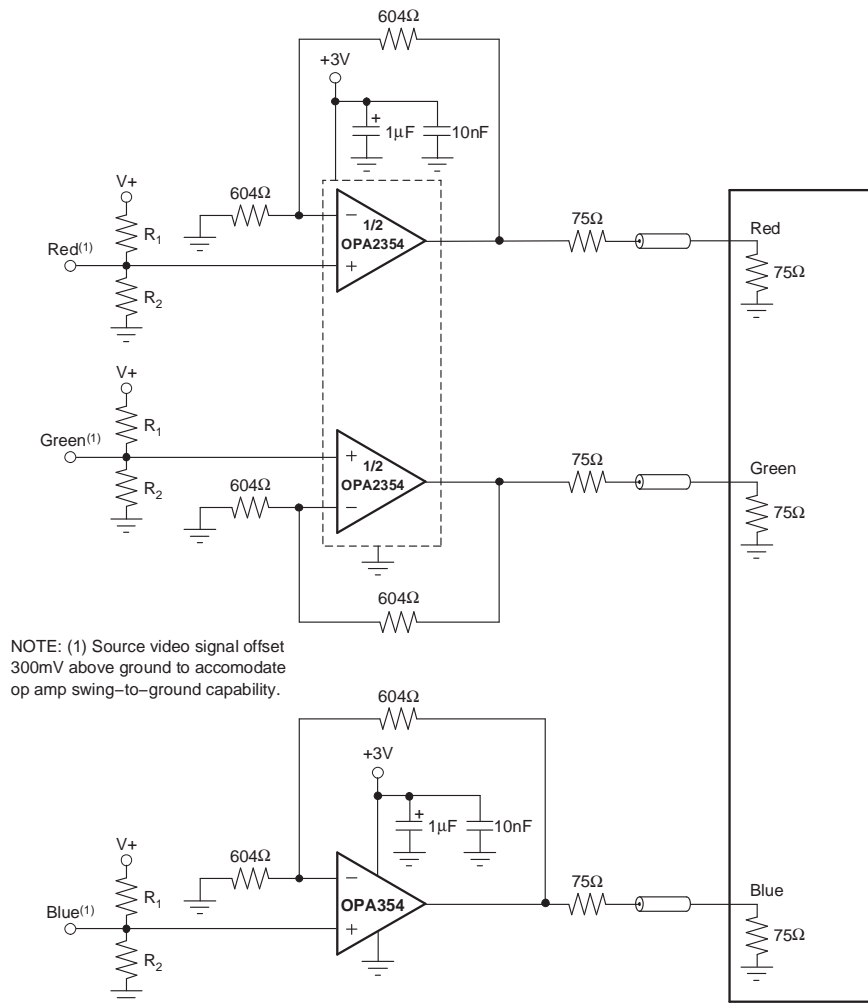 604Ω
+3V
+
1μF
10nF
604Ω
V+
R1
Red(1)
R2
−
+
1/2
OPA2354
75Ω
Red
75Ω
V+
R1
Green(1)
R2
604Ω
+
−
1/2
OPA2354
75Ω
Green
75Ω
604Ω
NOTE: (1) Source video signal offset
300mV above ground to accomodate
op amp swing−to−ground capability.
604Ω
+3V
+
1μF
10nF
604Ω
V+
R1
Blue(1)
R2
−
+
OPA354
75Ω
Blue
75Ω